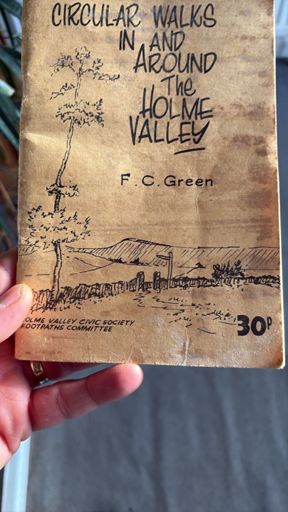 CIRCULAR WALKS
IN AND
AROUND
the
HOLME
VALLEY
F. C. Green
HOLME VALLEY CIVIC SOCIETY
FOOTPATHS COMMITTEE
30p